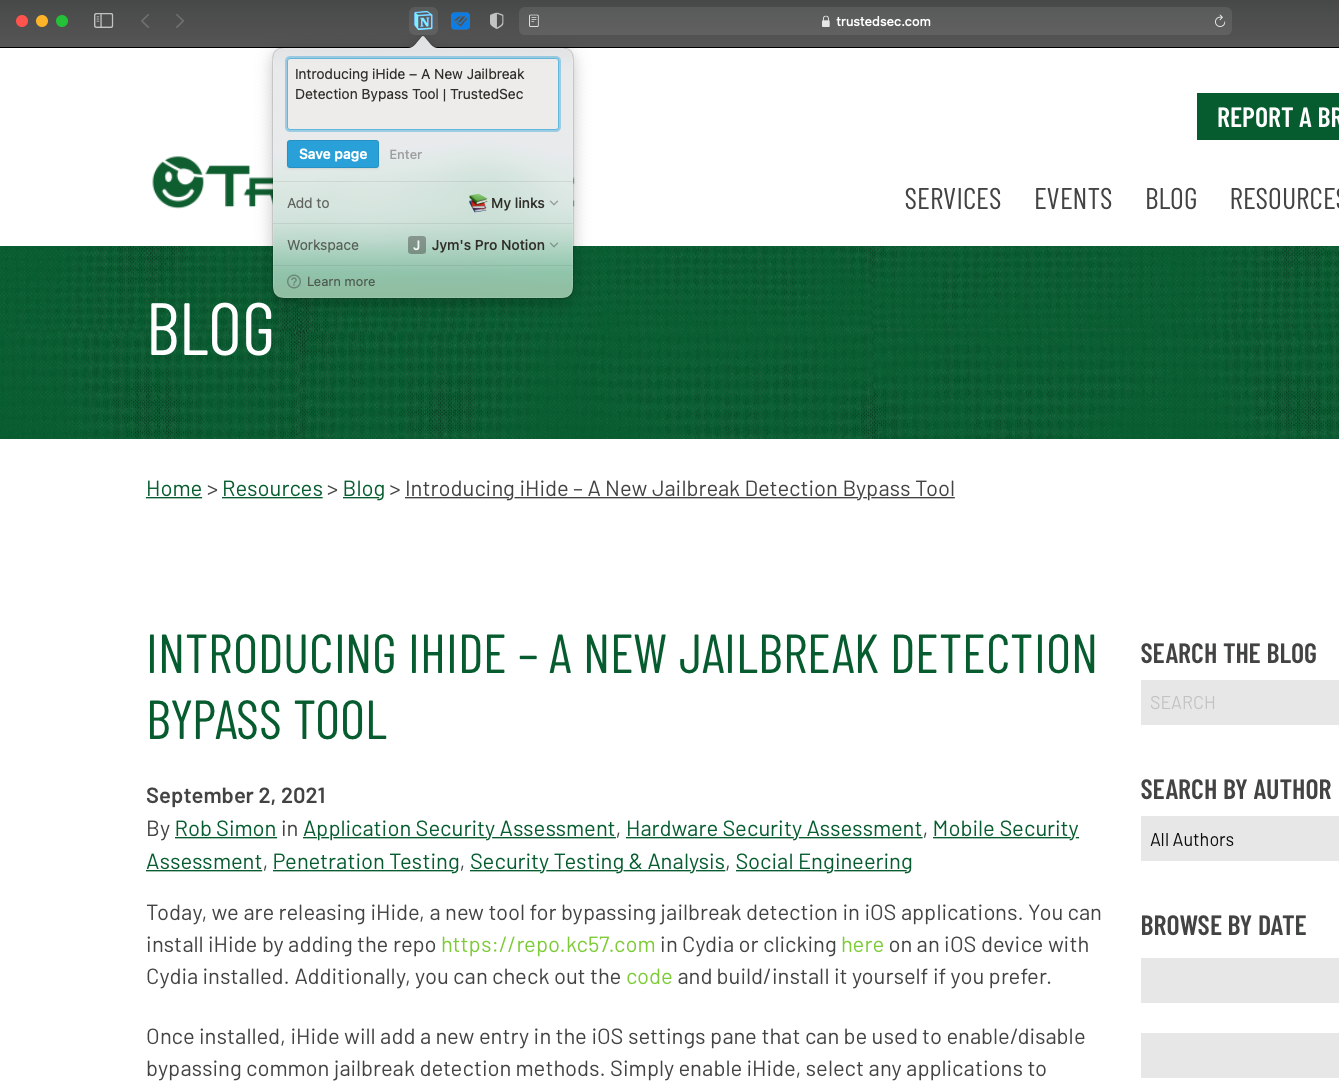 trustedsec.com
Introducing iHide – A New Jailbreak
Detection Bypass Tool | TrustedSec
Save page Enter
Add to My links
Workspace J Jym's Pro Notion
? Learn more
REPORT A BR
TR
SERVICES EVENTS BLOG RESOURCES
BLOG
Home > Resources > Blog > Introducing iHide – A New Jailbreak Detection Bypass Tool
INTRODUCING IHIDE – A NEW JAILBREAK DETECTION
BYPASS TOOL
September 2, 2021
By Rob Simon in Application Security Assessment, Hardware Security Assessment, Mobile Security
Assessment, Penetration Testing, Security Testing & Analysis, Social Engineering
Today, we are releasing iHide, a new tool for bypassing jailbreak detection in iOS applications. You can
install iHide by adding the repo https://repo.kc57.com in Cydia or clicking here on an iOS device with
Cydia installed. Additionally, you can check out the code and build/install it yourself if you prefer.
Once installed, iHide will add a new entry in the iOS settings pane that can be used to enable/disable
bypassing common jailbreak detection methods. Simply enable iHide, select any applications to
SEARCH THE BLOG
SEARCH
SEARCH BY AUTHOR
All Authors
BROWSE BY DATE